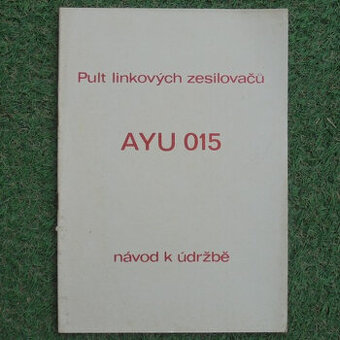 Pult linkových zesilovačů
AYU 015
návod k údržbě